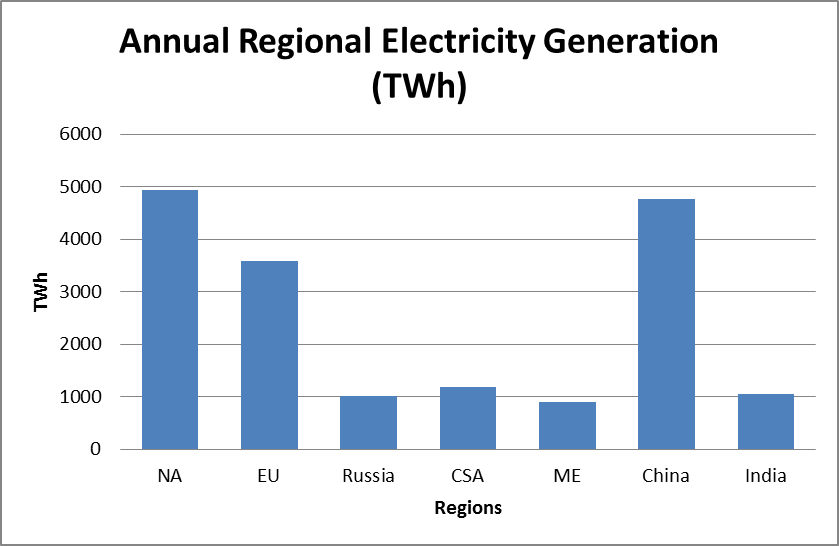 Annual Regional Electricity Generation
(TWh)
6000
5000
4000
3000
2000
1000
0
TWh
NA EU Russia CSA ME China India
Regions